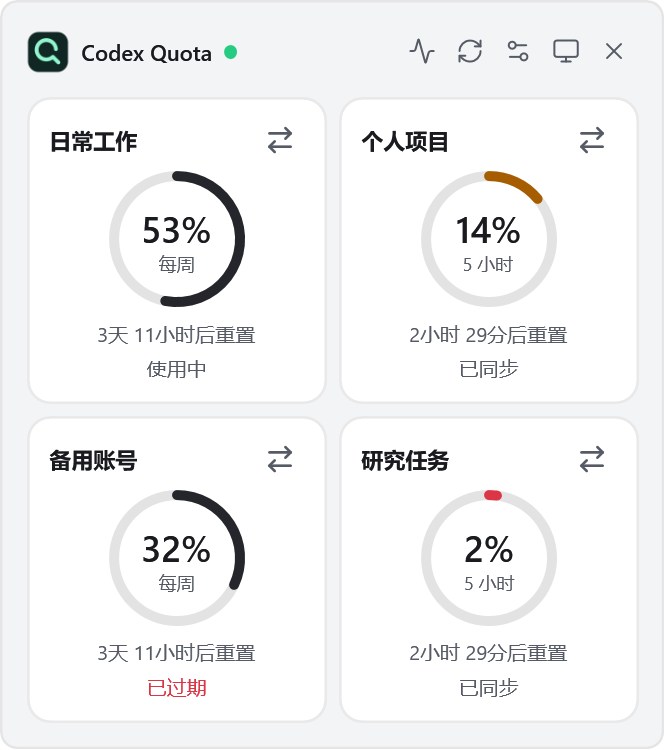 Codex Quota
日常工作
53%
每周
3天 11小时后重置
使用中
个人项目
14%
5 小时
2小时 29分后重置
已同步
备用账号
32%
每周
3天 11小时后重置
已过期
研究任务
2%
5 小时
2小时 29分后重置
已同步